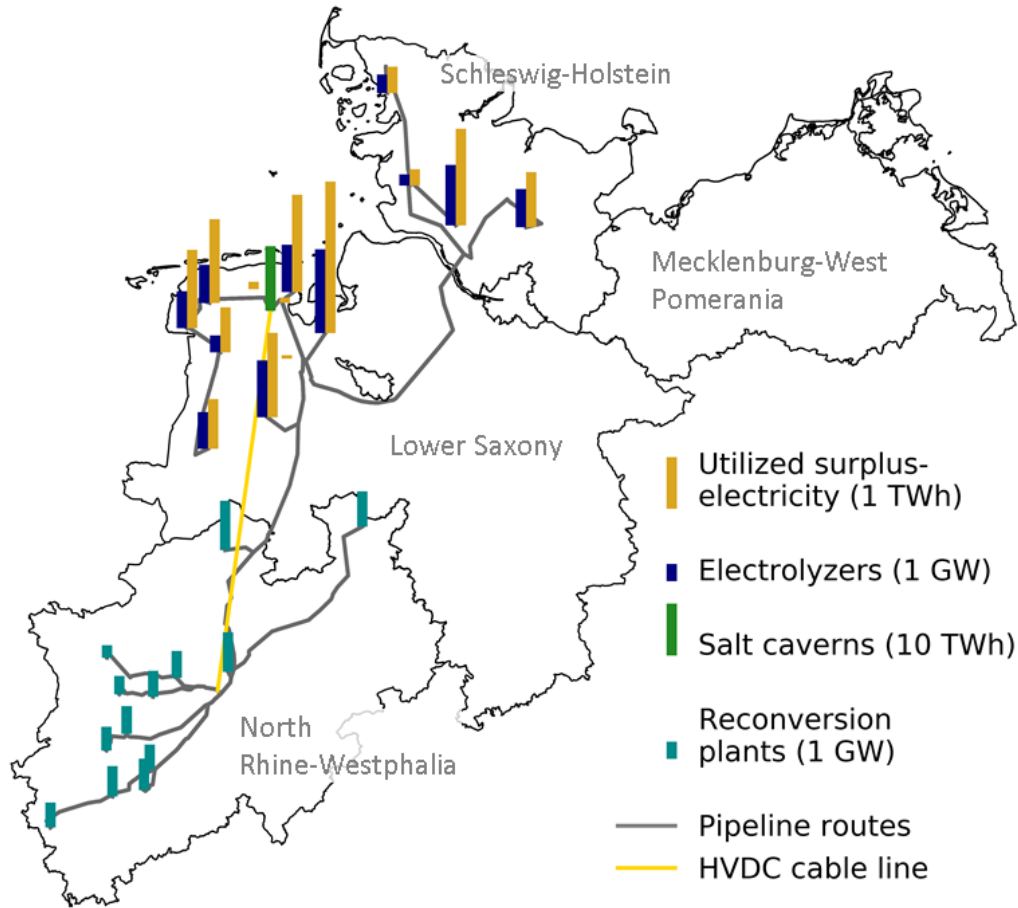 Schleswig-Holstein
Mecklenburg-West
Pomerania
Lower Saxony
North
Rhine-Westphalia
Utilized surplus-
electricity (1 TWh)
Electrolyzers (1 GW)
Salt caverns (10 TWh)
Reconversion
plants (1 GW)
Pipeline routes
HVDC cable line